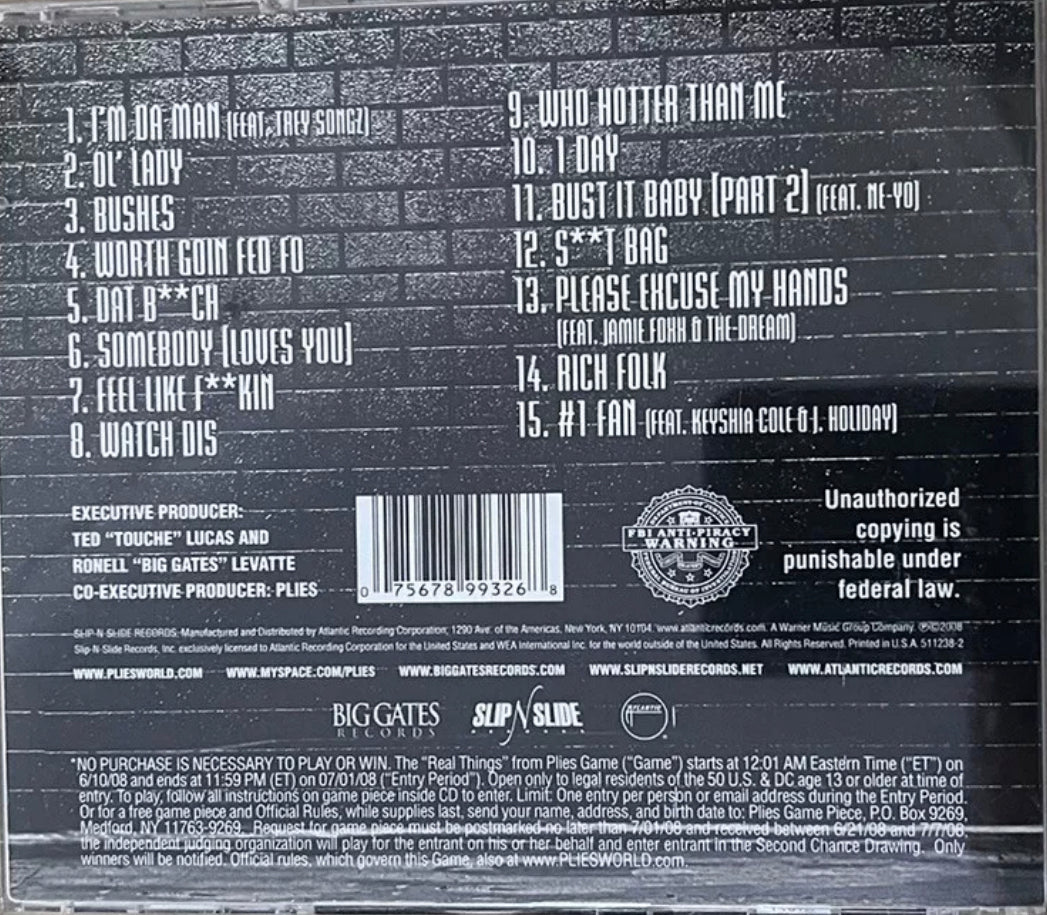 1. I'M DA MAN (FEAT. TREY SONGZ)
2. OL' LADY
3. BUSHES
4. WORTH GOIN FED FO
5. DAT B**CH
6. SOMEBODY (LOVES YOU)
7. FEEL LIKE F**KIN
8. WATCH DIS
9. WHO HOTTER THAN ME
10. 1 DAY
11. BUST IT BABY (PART 2) (FEAT. NE-YO)
12. S**T BAG
13. PLEASE EXCUSE MY HANDS
(FEAT. JAMIE FOXX & THE-DREAM)
14. RICH FOLK
15. #1 FAN (FEAT. KEYSHIA COLE & J. HOLIDAY)
EXECUTIVE PRODUCER:
TED "TOUCHE" LUCAS AND
RONELL "BIG GATES" LEVATTE
CO-EXECUTIVE PRODUCER: PLIES
0 75678 99326 8
FBI ANTI-PIRACY
WARNING
Unauthorized
copying is
punishable under
federal law.
SLIP-N-SLIDE RECORDS. Manufactured and Distributed by Atlantic Recording Corporation, 1290 Ave. of the Americas, New York, NY 10104. www.atlanticrecords.com. A Warner Music Group Company. ℗©2008
Slip-N-Slide Records, Inc. exclusively licensed to Atlantic Recording Corporation for the United States and WEA International Inc. for the world outside of the United States. All Rights Reserved. Printed in U.S.A. 511238-2
WWW.PLIESWORLD.COM WWW.MYSPACE.COM/PLIES WWW.BIGGATESRECORDS.COM WWW.SLIPNSLIDERECORDS.NET WWW.ATLANTICRECORDS.COM
BIG GATES SLIP N SLIDE ATLANTIC
RECORDS
*NO PURCHASE IS NECESSARY TO PLAY OR WIN. The "Real Things" from Plies Game ("Game") starts at 12:01 AM Eastern Time ("ET") on
6/10/08 and ends at 11:59 PM (ET) on 07/01/08 ("Entry Period"). Open only to legal residents of the 50 U.S. & DC age 13 or older at time of
entry. To play, follow all instructions on game piece inside CD to enter. Limit: One entry per person or email address during the Entry Period.
Or for a free game piece and Official Rules, while supplies last, send your name, address, and birth date to: Plies Game Piece, P.O. Box 9269,
Medford, NY 11763-9269. Request for game piece must be postmarked no later than 7/01/08 and received between 6/21/08 and 7/7/08,
the independent judging organization will play for the entrant on his or her behalf and enter entrant in the Second Chance Drawing. Only
winners will be notified. Official rules, which govern this Game, also at www.PLIESWORLD.com.